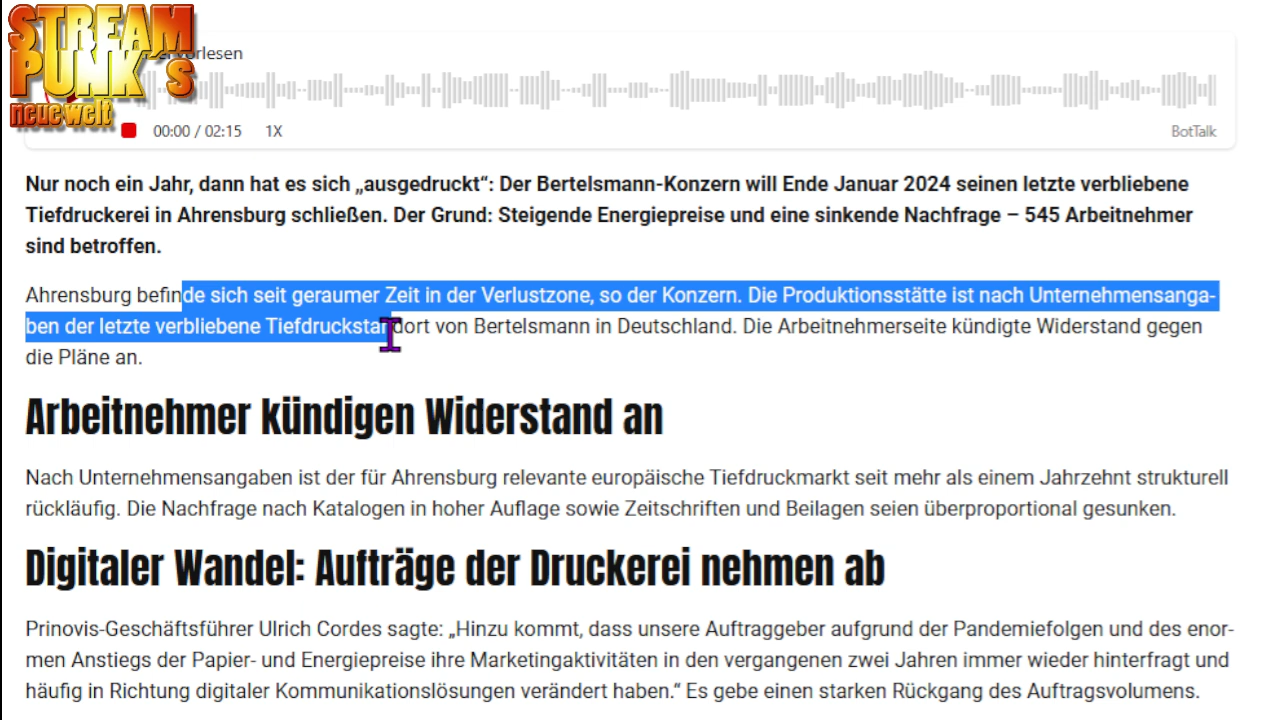 STREAM
PUNK´s
neue welt
vorlesen
00:00 / 02:15 1X
BotTalk
Nur noch ein Jahr, dann hat es sich „ausgedruckt“: Der Bertelsmann-Konzern will Ende Januar 2024 seinen letzte verbliebene
Tiefdruckerei in Ahrensburg schließen. Der Grund: Steigende Energiepreise und eine sinkende Nachfrage – 545 Arbeitnehmer
sind betroffen.
Ahrensburg befinde sich seit geraumer Zeit in der Verlustzone, so der Konzern. Die Produktionsstätte ist nach Unternehmensanga-
ben der letzte verbliebene Tiefdruckstandort von Bertelsmann in Deutschland. Die Arbeitnehmerseite kündigte Widerstand gegen
die Pläne an.
Arbeitnehmer kündigen Widerstand an
Nach Unternehmensangaben ist der für Ahrensburg relevante europäische Tiefdruckmarkt seit mehr als einem Jahrzehnt strukturell
rückläufig. Die Nachfrage nach Katalogen in hoher Auflage sowie Zeitschriften und Beilagen seien überproportional gesunken.
Digitaler Wandel: Aufträge der Druckerei nehmen ab
Prinovis-Geschäftsführer Ulrich Cordes sagte: „Hinzu kommt, dass unsere Auftraggeber aufgrund der Pandemiefolgen und des enor-
men Anstiegs der Papier- und Energiepreise ihre Marketingaktivitäten in den vergangenen zwei Jahren immer wieder hinterfragt und
häufig in Richtung digitaler Kommunikationslösungen verändert haben.“ Es gebe einen starken Rückgang des Auftragsvolumens.